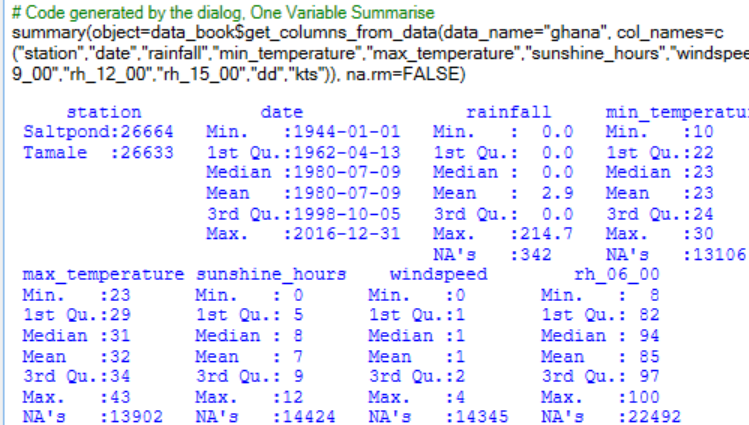 # Code generated by the dialog, One Variable Summarise
summary(object=data_book$get_columns_from_data(data_name="ghana", col_names=c
("station","date","rainfall","min_temperature","max_temperature","sunshine_hours","windspee
9_00","rh_12_00","rh_15_00","dd","kts")), na.rm=FALSE)
station date rainfall min_temperatu
Saltpond:26664 Min. :1944-01-01 Min. : 0.0 Min. :10
Tamale :26633 1st Qu.:1962-04-13 1st Qu.: 0.0 1st Qu.:22
Median :1980-07-09 Median : 0.0 Median :23
Mean :1980-07-09 Mean : 2.9 Mean :23
3rd Qu.:1998-10-05 3rd Qu.: 0.0 3rd Qu.:24
Max. :2016-12-31 Max. :214.7 Max. :30
NA's :342 NA's :13106
max_temperature sunshine_hours windspeed rh_06_00
Min. :23 Min. : 0 Min. :0 Min. : 8
1st Qu.:29 1st Qu.: 5 1st Qu.:1 1st Qu.: 82
Median :31 Median : 8 Median :1 Median : 94
Mean :32 Mean : 7 Mean :1 Mean : 85
3rd Qu.:34 3rd Qu.: 9 3rd Qu.:2 3rd Qu.: 97
Max. :43 Max. :12 Max. :4 Max. :100
NA's :13902 NA's :14424 NA's :14345 NA's :22492